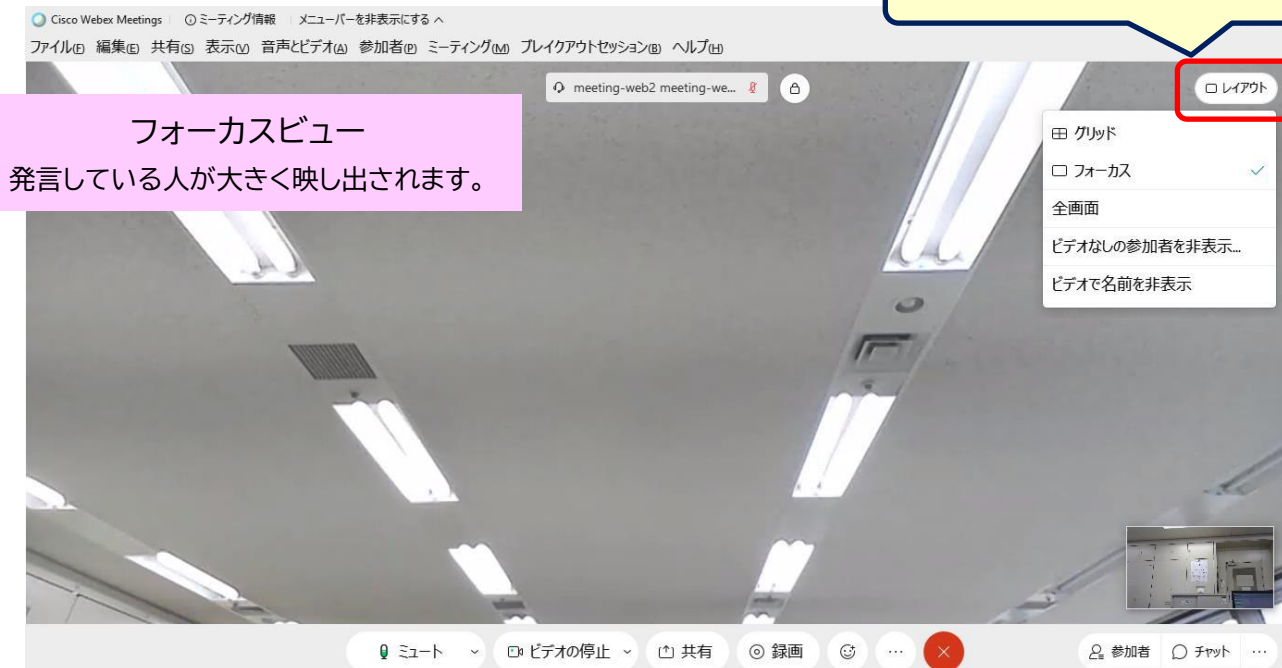 Cisco Webex Meetings ミーティング情報 メニューバーを非表示にする
ファイル(F) 編集(E) 共有(S) 表示(V) 音声とビデオ(A) 参加者(P) ミーティング(M) ブレイクアウトセッション(B) ヘルプ(H)
meeting-web2 meeting-we...
レイアウト
フォーカスビュー
発言している人が大きく映し出されます。
グリッド
フォーカス
全画面
ビデオなしの参加者を非表示...
ビデオで名前を非表示
ミュート ビデオの停止 共有 録画 ... 参加者 チャット ...